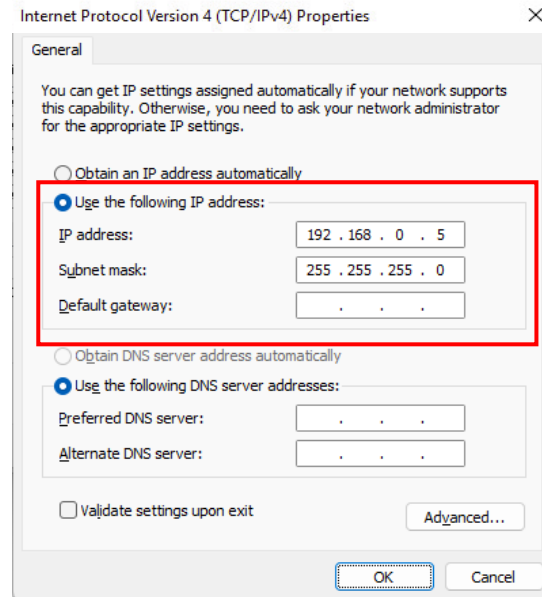 Internet Protocol Version 4 (TCP/IPv4) Properties
General
You can get IP settings assigned automatically if your network supports
this capability. Otherwise, you need to ask your network administrator
for the appropriate IP settings.
Obtain an IP address automatically
Use the following IP address:
IP address: 192 . 168 . 0 . 5
Subnet mask: 255 . 255 . 255 . 0
Default gateway: . . .
Obtain DNS server address automatically
Use the following DNS server addresses:
Preferred DNS server: . . .
Alternate DNS server: . . .
Validate settings upon exit
Advanced...
OK Cancel